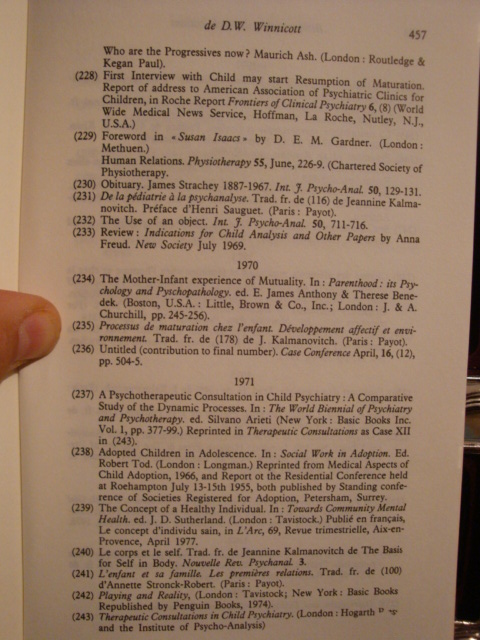 de D.W. Winnicott
457
Who are the Progressives now? Maurich Ash. (London : Routledge &
Kegan Paul).
(228) First Interview with Child may start Resumption of Maturation.
Report of address to American Association of Psychiatric Clinics for
Children, in Roche Report Frontiers of Clinical Psychiatry 6, (8) (World
Wide Medical News Service, Hoffman, La Roche, Nutley, N.J.,
U.S.A.)
(229) Foreword in « Susan Isaacs » by D. E. M. Gardner. (London :
Methuen.)
Human Relations. Physiotherapy 55, June, 226-9. (Chartered Society of
Physiotherapy.
(230) Obituary. James Strachey 1887-1967. Int. J. Psycho-Anal. 50, 129-131.
(231) De la pédiatrie à la psychanalyse. Trad. fr. de (116) de Jeannine Kalma-
novitch. Préface d'Henri Sauguet. (Paris : Payot).
(232) The Use of an object. Int. J. Psycho-Anal. 50, 711-716.
(233) Review : Indications for Child Analysis and Other Papers by Anna
Freud. New Society July 1969.
1970
(234) The Mother-Infant experience of Mutuality. In : Parenthood : its Psy-
chology and Pyschopathology. ed. E. James Anthony & Therese Bene-
dek. (Boston, U.S.A. : Little, Brown & Co., Inc.; London : J. & A.
Churchill, pp. 245-256).
(235) Processus de maturation chez l'enfant. Développement affectif et envi-
ronnement. Trad. fr. de (178) de J. Kalmanovitch. (Paris : Payot).
(236) Untitled (contribution to final number). Case Conference April, 16, (12),
pp. 504-5.
1971
(237) A Psychotherapeutic Consultation in Child Psychiatry : A Comparative
Study of the Dynamic Processes. In : The World Biennial of Psychiatry
and Psychotherapy. ed. Silvano Arieti (New York : Basic Books Inc.
Vol. 1, pp. 377-99.) Reprinted in Therapeutic Consultations as Case XII
in (243).
(238) Adopted Children in Adolescence. In : Social Work in Adoption. Ed.
Robert Tod. (London : Longman.) Reprinted from Medical Aspects of
Child Adoption, 1966, and Report ot the Residential Conference held
at Roehampton July 13-15th 1955, both published by Standing confe-
rence of Societies Registered for Adoption, Petersham, Surrey.
(239) The Concept of a Healthy Individual. In : Towards Community Mental
Health. ed. J. D. Sutherland. (London : Tavistock.) Publié en français,
Le concept d'individu sain, in L'Arc, 69, Revue trimestrielle, Aix-en-
Provence, April 1977.
(240) Le corps et le self. Trad. fr. de Jeannine Kalmanovitch de The Basis
for Self in Body. Nouvelle Rev. Psychanal. 3.
(241) L'enfant et sa famille. Les premières relations. Trad. fr. de (100)
d'Annette Stronck-Robert. (Paris : Payot).
(242) Playing and Reality, (London : Tavistock; New York : Basic Books
Republished by Penguin Books, 1974).
(243) Therapeutic Consultations in Child Psychiatry. (London : Hogarth
and the Institute of Psycho-Analysis)